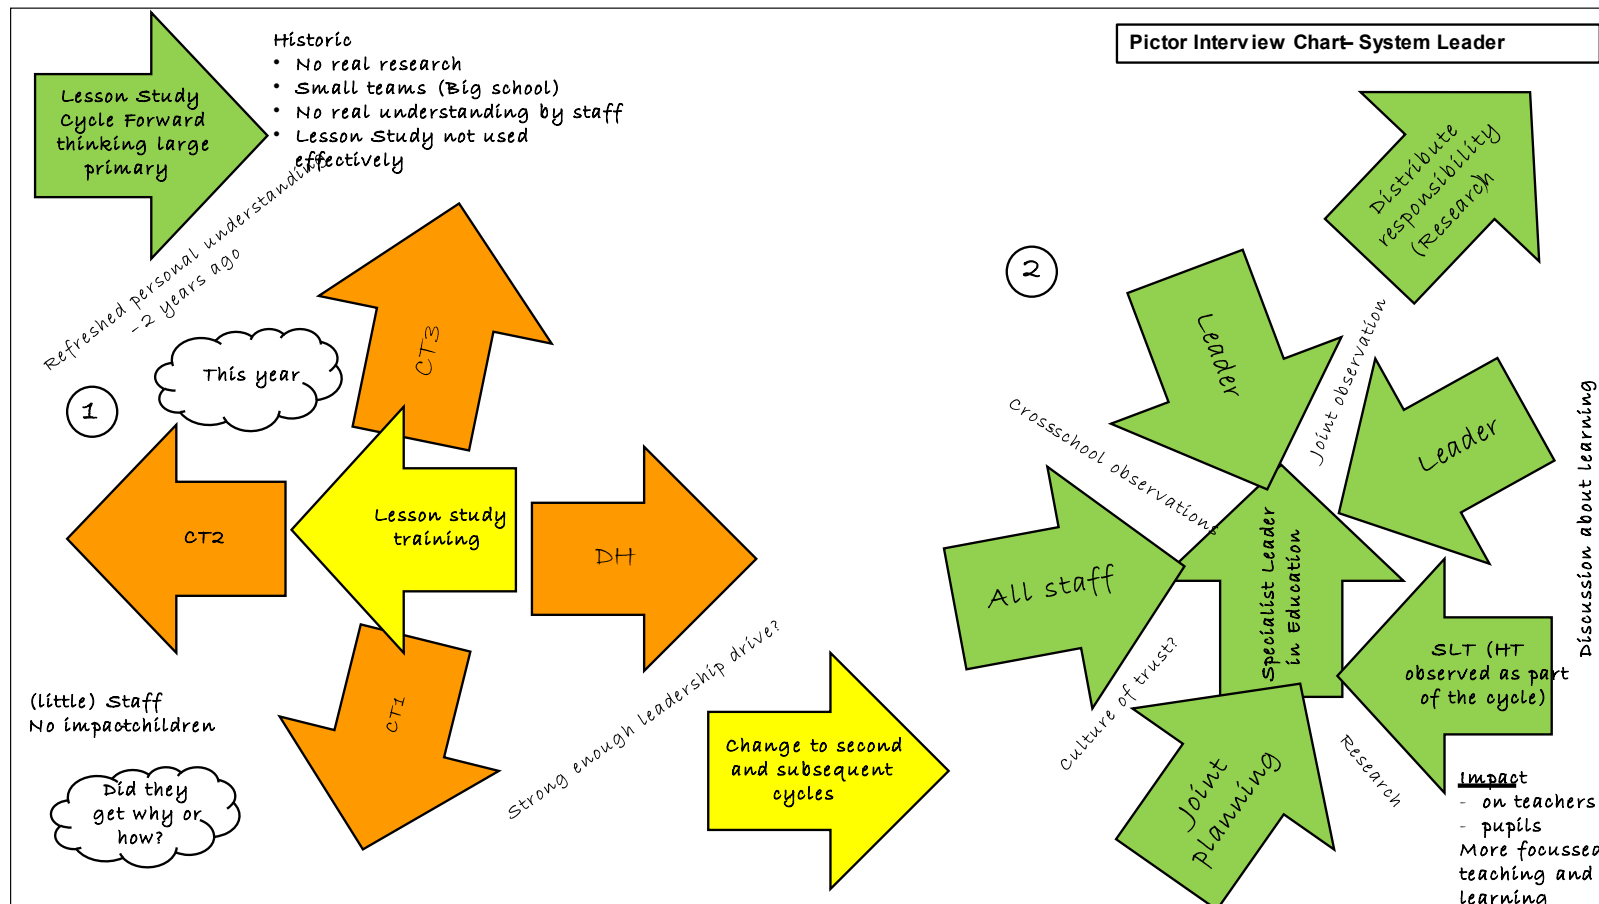 Pictor Interview Chart– System Leader
Lesson Study
Cycle Forward
thinking large
primary
Historic
• No real research
• Small teams (Big school)
• No real understanding by staff
• Lesson Study not used
effectively
Refreshed personal understanding
-2 years ago
This year
1
CT3
CT2
Lesson study
training
DH
CT1
(little) Staff
No impactchildren
Did they
get why or
how?
Strong enough leadership drive?
Change to second
and subsequent
cycles
2
Distribute
responsibility
(Research)
Leader
Joint observation
Leader
Crossschool observations
All staff
Specialist Leader
in Education
Discussion about learning
SLT (HT
observed as part
of the cycle)
Culture of trust?
Joint
planning
Research
Impact
- on teachers
- pupils
More focussed
teaching and
learning